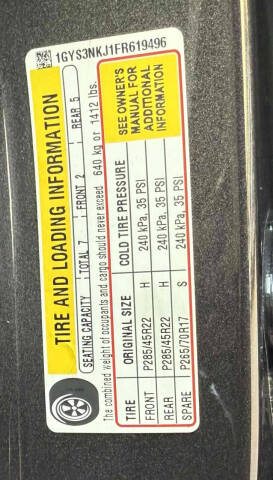 1GYS3NKJ1FR619496
TIRE AND LOADING INFORMATION
SEATING CAPACITY TOTAL 7 FRONT 2 REAR 5
The combined weight of occupants and cargo should never exceed 640 kg or 1412 lbs.
TIRE ORIGINAL SIZE COLD TIRE PRESSURE
FRONT P285/45R22 H 240 kPa, 35 PSI
REAR P285/45R22 H 240 kPa, 35 PSI
SPARE P265/70R17 S 240 kPa, 35 PSI
SEE OWNER'S
MANUAL FOR
ADDITIONAL
INFORMATION